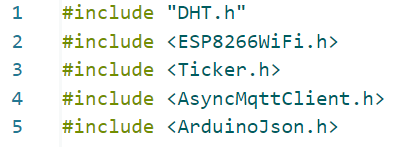 1 #include "DHT.h"
2 #include <ESP8266WiFi.h>
3 #include <Ticker.h>
4 #include <AsyncMqttClient.h>
5 #include <ArduinoJson.h>